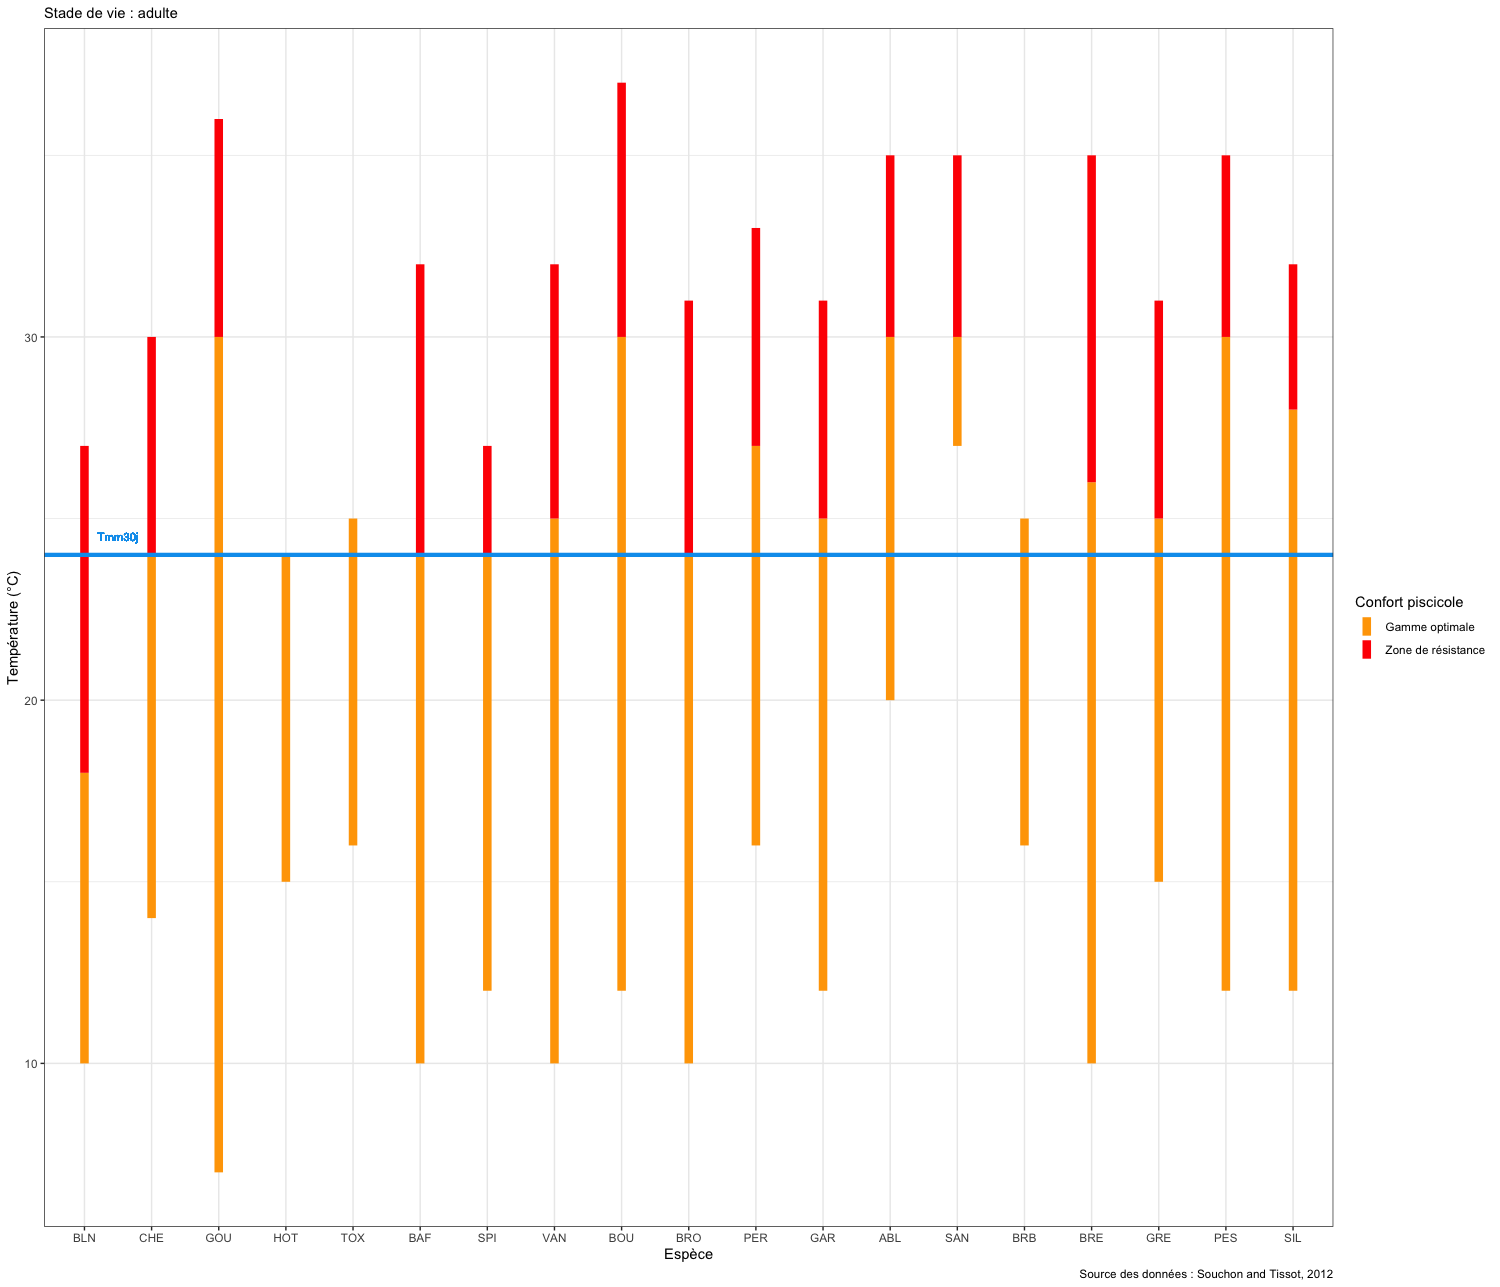 Stade de vie : adulte
Température (°C)
30
20
10
Tmm30j
BLN CHE GOU HOT TOX BAF SPI VAN BOU BRO PER GAR ABL SAN BRB BRE GRE PES SIL
Espèce
Confort piscicole
Gamme optimale
Zone de résistance
Source des données : Souchon and Tissot, 2012